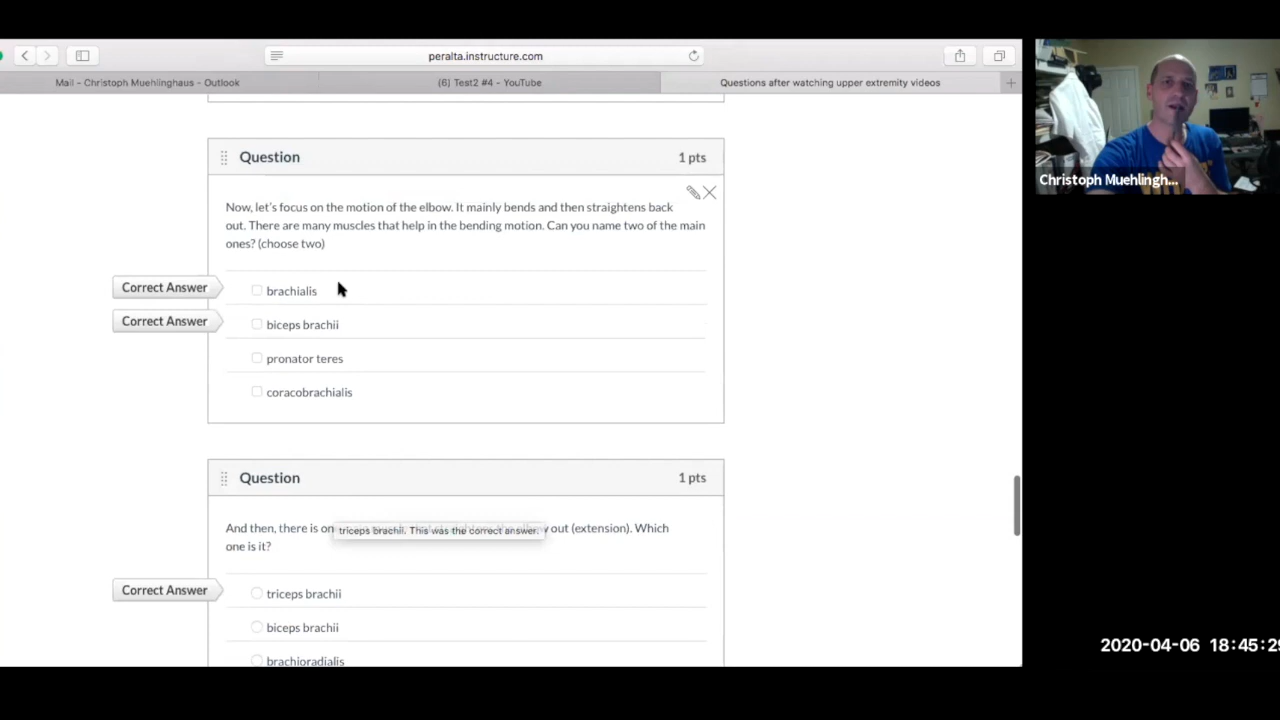 peralta.instructure.com
Mail – Christoph Muehlinghaus – Outlook
(6) Test2 #4 - YouTube
Questions after watching upper extremity videos
Christoph Muehlingh...
Question
1 pts
Now, let's focus on the motion of the elbow. It mainly bends and then straightens back
out. There are many muscles that help in the bending motion. Can you name two of the main
ones? (choose two)
Correct Answer
brachialis
Correct Answer
biceps brachii
pronator teres
coracobrachialis
Question
1 pts
And then, there is on
triceps brachii. This was the correct answer.
out (extension). Which
one is it?
Correct Answer
triceps brachii
biceps brachii
brachioradialis
2020-04-06 18:45:29